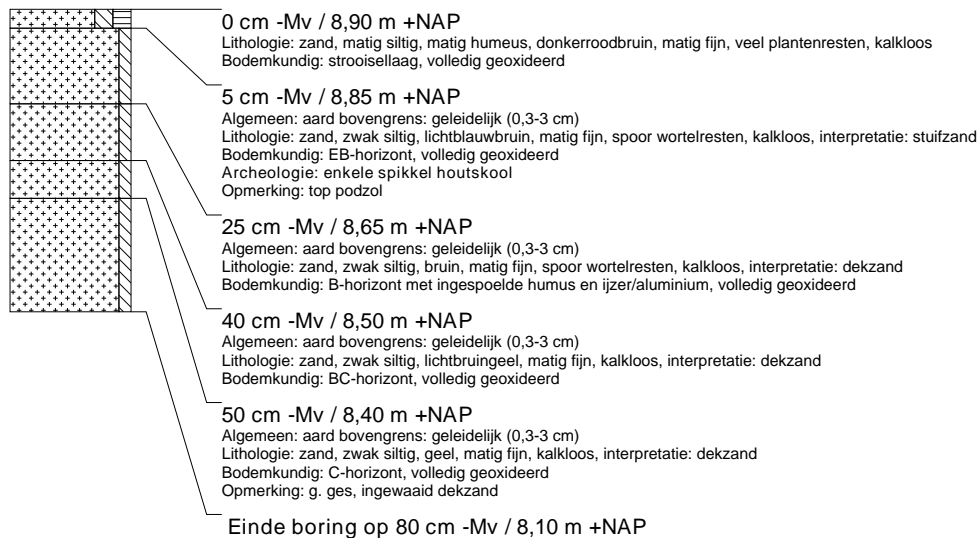 0 cm -Mv / 8,90 m +NAP
Lithologie: zand, matig siltig, matig humeus, donkerroodbruin, matig fijn, veel plantenresten, kalkloos
Bodemkundig: strooisellaag, volledig geoxideerd
5 cm -Mv / 8,85 m +NAP
Algemeen: aard bovengrens: geleidelijk (0,3-3 cm)
Lithologie: zand, zwak siltig, lichtblauwbruin, matig fijn, spoor wortelresten, kalkloos, interpretatie: stuifzand
Bodemkundig: EB-horizont, volledig geoxideerd
Archeologie: enkele spikkel houtskool
Opmerking: top podzol
25 cm -Mv / 8,65 m +NAP
Algemeen: aard bovengrens: geleidelijk (0,3-3 cm)
Lithologie: zand, zwak siltig, bruin, matig fijn, spoor wortelresten, kalkloos, interpretatie: dekzand
Bodemkundig: B-horizont met ingespoelde humus en ijzer/aluminium, volledig geoxideerd
40 cm -Mv / 8,50 m +NAP
Algemeen: aard bovengrens: geleidelijk (0,3-3 cm)
Lithologie: zand, zwak siltig, lichtbruingeel, matig fijn, kalkloos, interpretatie: dekzand
Bodemkundig: BC-horizont, volledig geoxideerd
50 cm -Mv / 8,40 m +NAP
Algemeen: aard bovengrens: geleidelijk (0,3-3 cm)
Lithologie: zand, zwak siltig, geel, matig fijn, kalkloos, interpretatie: dekzand
Bodemkundig: C-horizont, volledig geoxideerd
Opmerking: g. ges, ingewaaid dekzand
Einde boring op 80 cm -Mv / 8,10 m +NAP